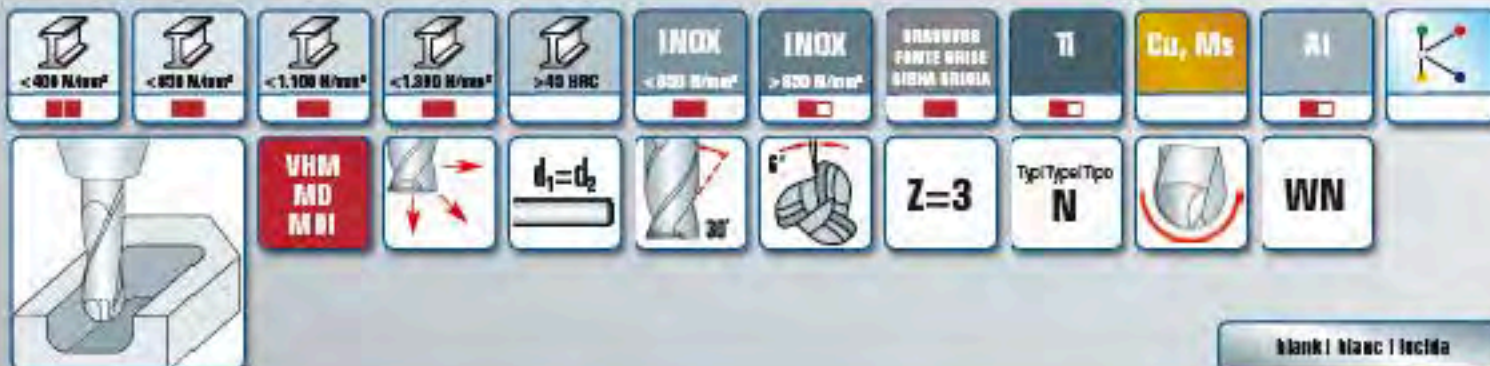 <400 N/mm²
<850 N/mm²
<1.100 N/mm²
<1.300 N/mm²
>45 HRC
INOX
<850 N/mm²
INOX
>850 N/mm²
GRAUGUSS
FONTE GRISE
GHISA GRIGIA
Ti
Cu, Ms
Al
VHM
MD
MDI
d₁=d₂
30°
6°
Z=3
Typ|Type|Tipo
N
WN
blank | blanc | lucida